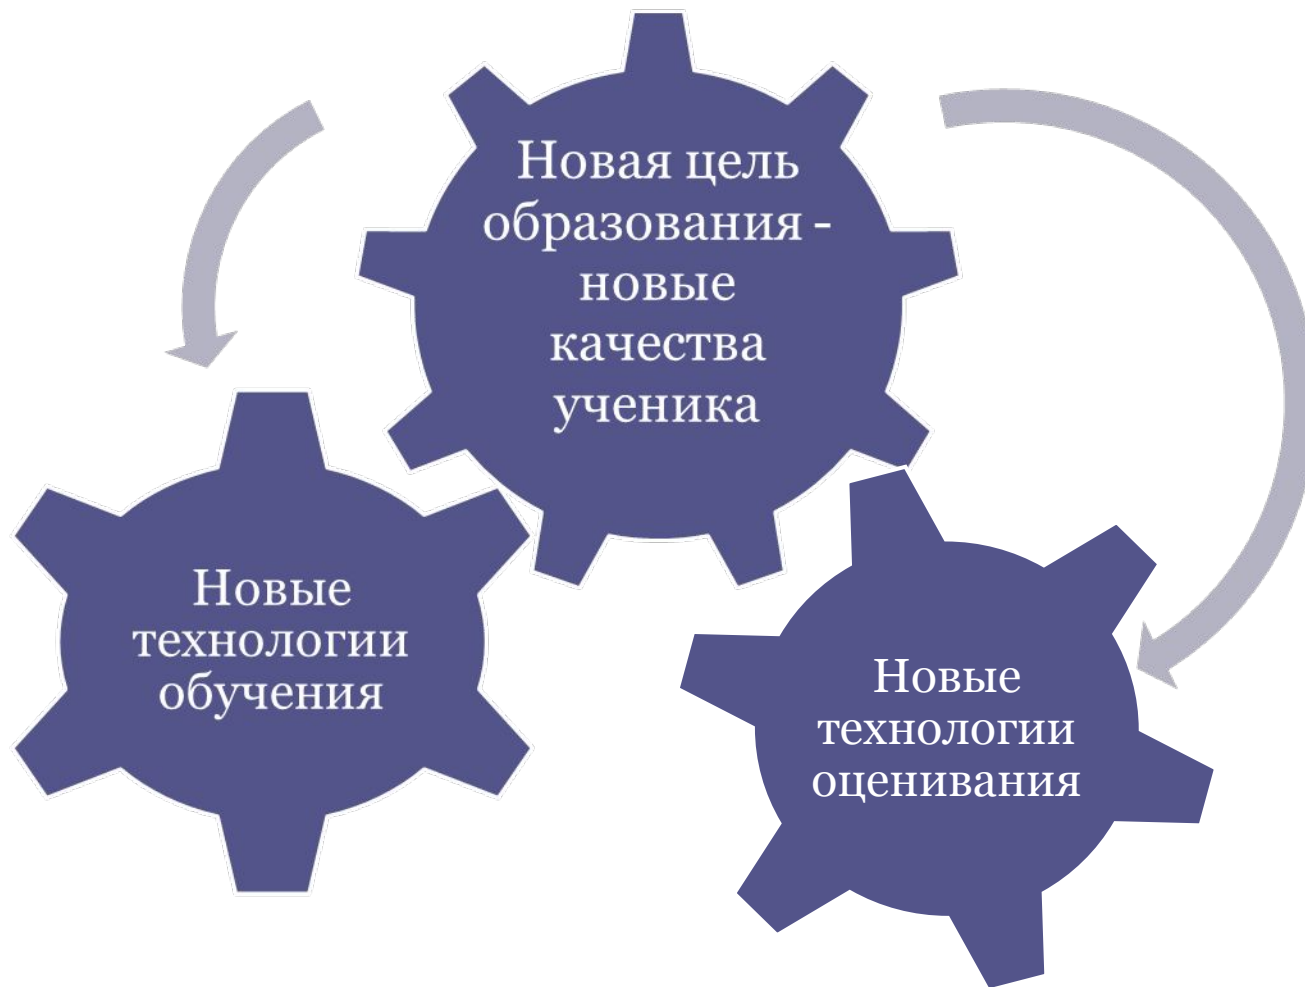 Новая цель
образования -
новые
качества
ученика
Новые
технологии
обучения
Новые
технологии
оценивания